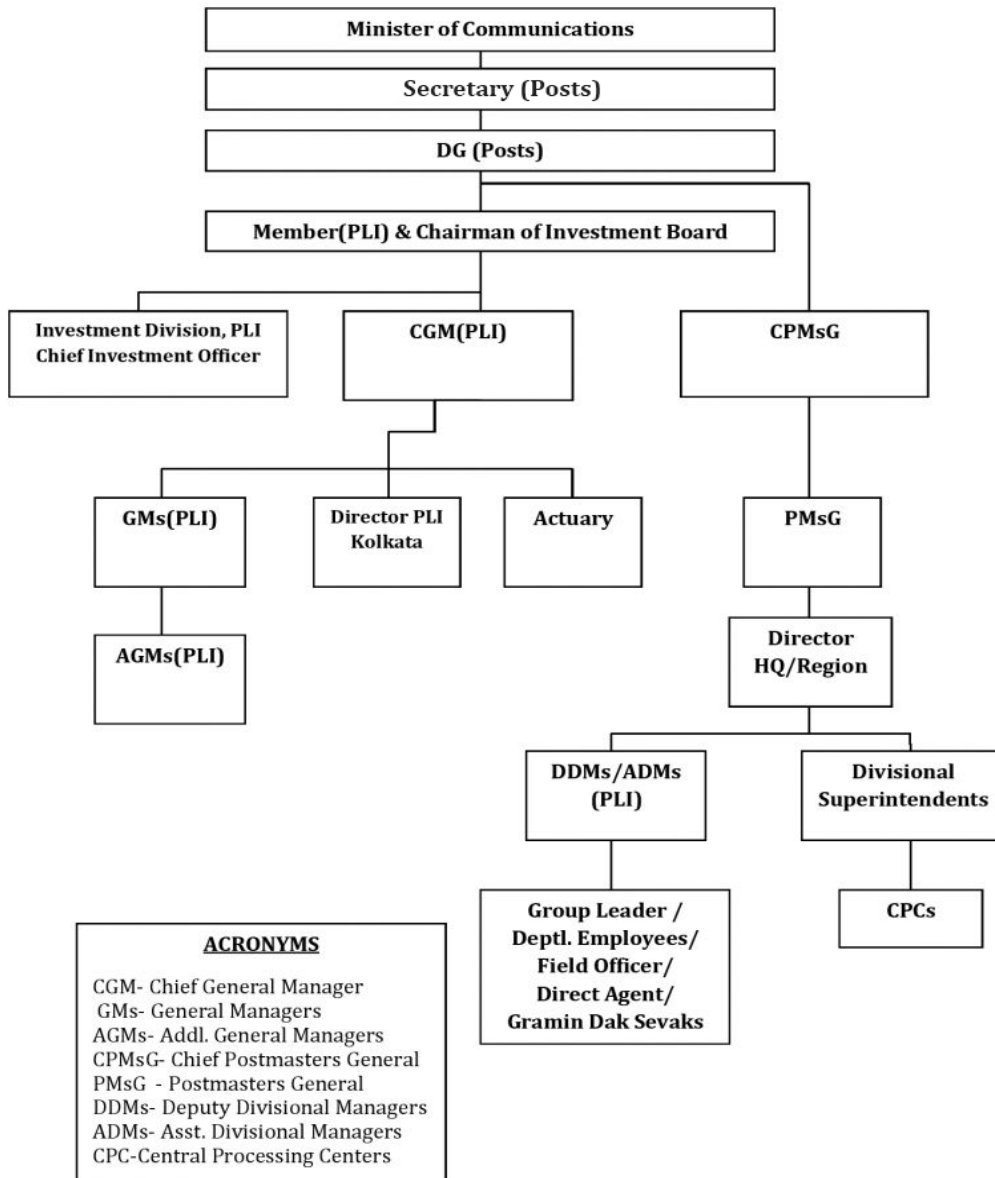 Minister of Communications
Secretary (Posts)
DG (Posts)
Member(PLI) & Chairman of Investment Board
Investment Division, PLI
Chief Investment Officer
CGM(PLI)
CPMsG
GMs(PLI)
Director PLI
Kolkata
Actuary
PMsG
AGMs(PLI)
Director
HQ/Region
DDMs/ADMs
(PLI)
Divisional
Superintendents
Group Leader /
Deptl. Employees/
Field Officer/
Direct Agent/
Gramin Dak Sevaks
CPCs
ACRONYMS
CGM- Chief General Manager
GMs- General Managers
AGMs- Addl. General Managers
CPMsG- Chief Postmasters General
PMsG - Postmasters General
DDMs- Deputy Divisional Managers
ADMs- Asst. Divisional Managers
CPC-Central Processing Centers